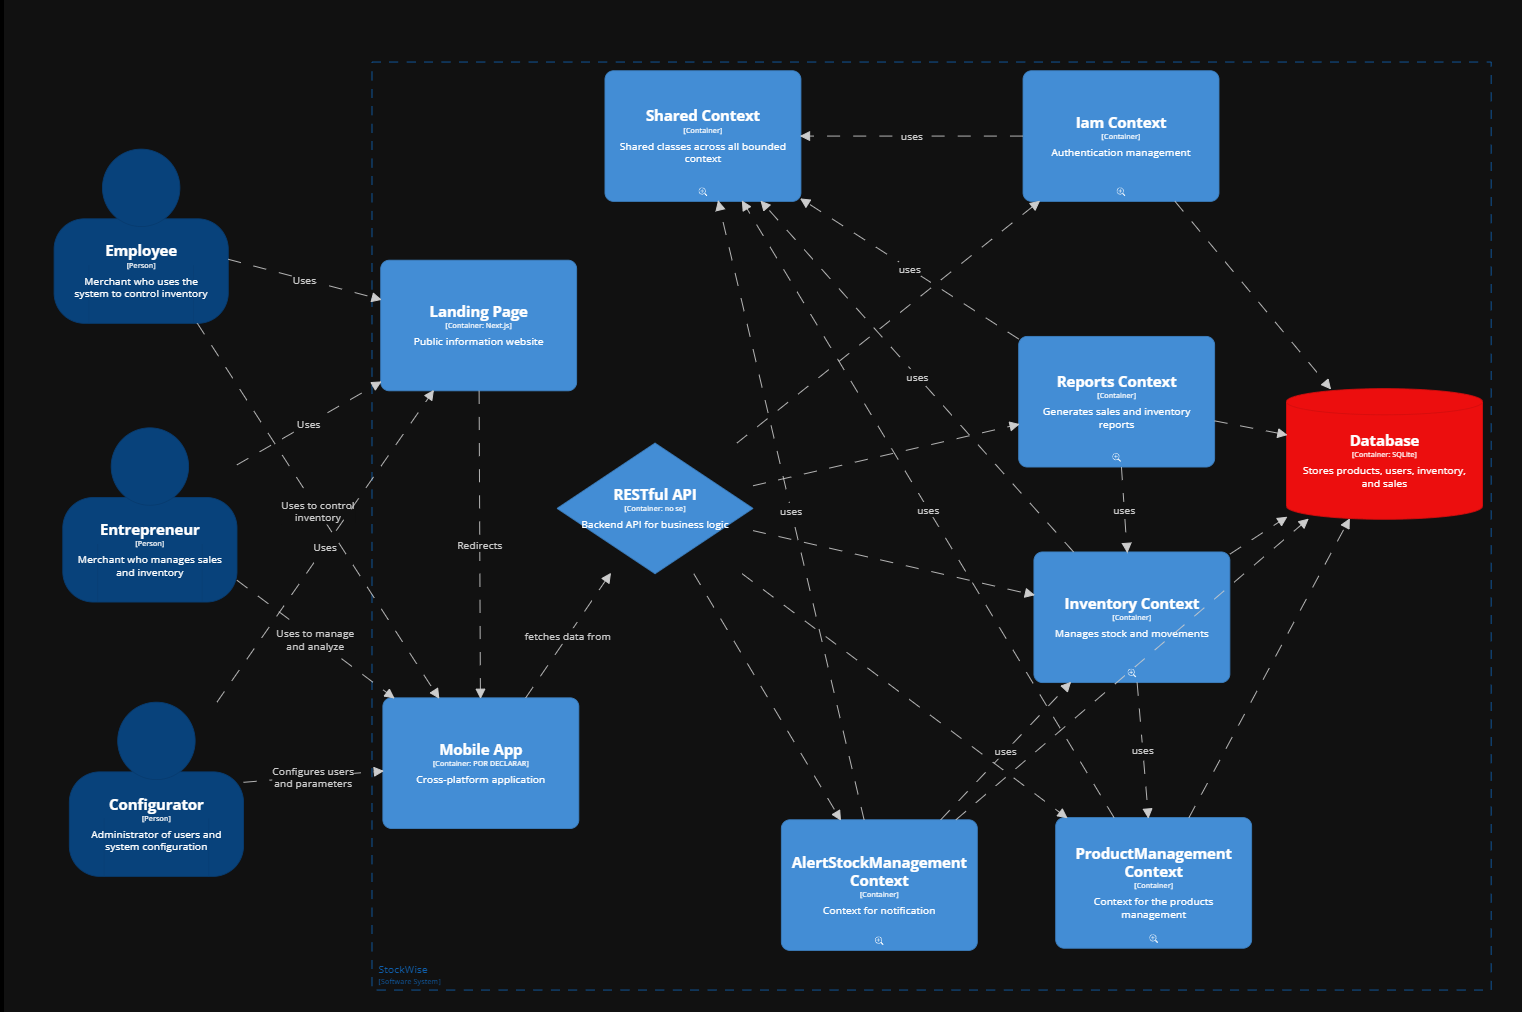 Shared Context
[Container]
Shared classes across all bounded
context
Iam Context
[Container]
Authentication management
uses
Employee
[Person]
Merchant who uses the
system to control inventory
Uses
Landing Page
[Container: Next.js]
Public information website
uses
Reports Context
[Container]
Generates sales and inventory
reports
uses
Database
[Container: SQLite]
Stores products, users, inventory,
and sales
Uses
Entrepreneur
[Person]
Merchant who manages sales
and inventory
Uses to control
inventory
Uses
Redirects
RESTful API
[Container: no se]
Backend API for business logic
uses
uses
uses
Inventory Context
[Container]
Manages stock and movements
Uses to manage
and analyze
fetches data from
Configurator
[Person]
Administrator of users and
system configuration
Configures users
and parameters
Mobile App
[Container: POR DECLARAR]
Cross-platform application
uses
uses
AlertStockManagement
Context
[Container]
Context for notification
ProductManagement
Context
[Container]
Context for the products
management
StockWise
[Software System]